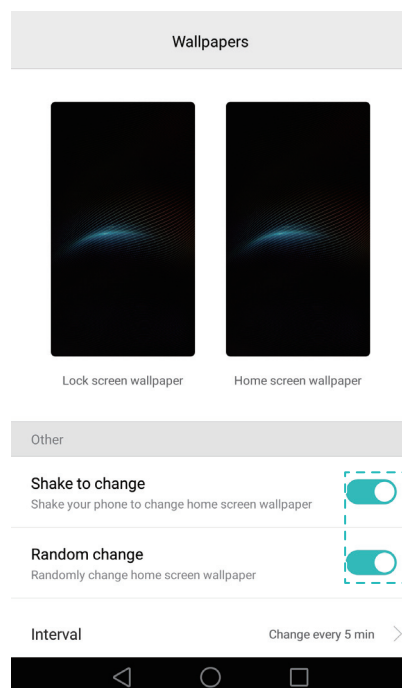 Wallpapers
Lock screen wallpaper
Home screen wallpaper
Other
Shake to change
Shake your phone to change home screen wallpaper
Random change
Randomly change home screen wallpaper
Interval
Change every 5 min